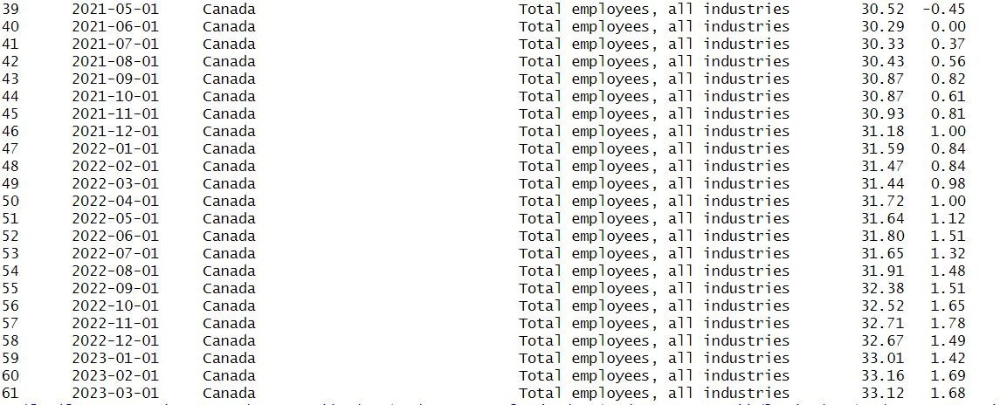 39 2021-05-01 Canada Total employees, all industries 30.52 -0.45
40 2021-06-01 Canada Total employees, all industries 30.29 0.00
41 2021-07-01 Canada Total employees, all industries 30.33 0.37
42 2021-08-01 Canada Total employees, all industries 30.43 0.56
43 2021-09-01 Canada Total employees, all industries 30.87 0.82
44 2021-10-01 Canada Total employees, all industries 30.87 0.61
45 2021-11-01 Canada Total employees, all industries 30.93 0.81
46 2021-12-01 Canada Total employees, all industries 31.18 1.00
47 2022-01-01 Canada Total employees, all industries 31.59 0.84
48 2022-02-01 Canada Total employees, all industries 31.47 0.84
49 2022-03-01 Canada Total employees, all industries 31.44 0.98
50 2022-04-01 Canada Total employees, all industries 31.72 1.00
51 2022-05-01 Canada Total employees, all industries 31.64 1.12
52 2022-06-01 Canada Total employees, all industries 31.80 1.51
53 2022-07-01 Canada Total employees, all industries 31.65 1.32
54 2022-08-01 Canada Total employees, all industries 31.91 1.48
55 2022-09-01 Canada Total employees, all industries 32.38 1.51
56 2022-10-01 Canada Total employees, all industries 32.52 1.65
57 2022-11-01 Canada Total employees, all industries 32.71 1.78
58 2022-12-01 Canada Total employees, all industries 32.67 1.49
59 2023-01-01 Canada Total employees, all industries 33.01 1.42
60 2023-02-01 Canada Total employees, all industries 33.16 1.69
61 2023-03-01 Canada Total employees, all industries 33.12 1.68